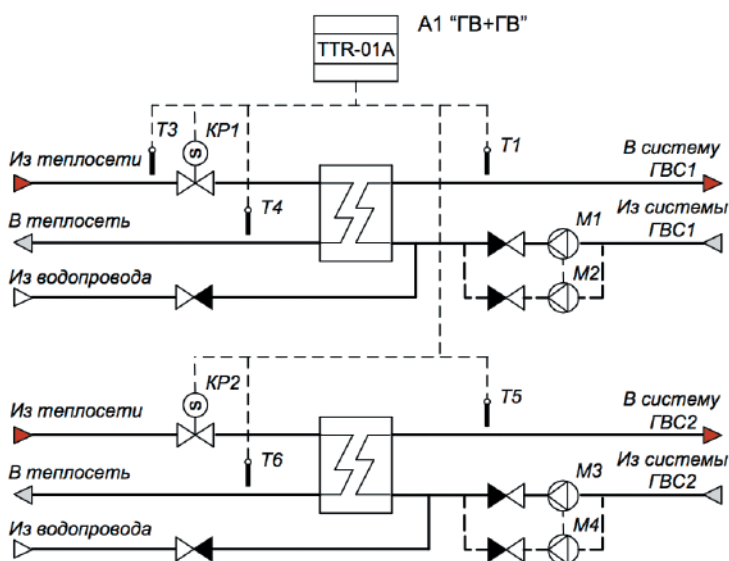 А1 “ГВ+ГВ”
TTR-01A
Т3
КР1
Т1
Из теплосети
В систему
ГВС1
S
Т4
В теплосеть
М1
Из системы
ГВС1
Из водопровода
М2
КР2
Т5
Из теплосети
В систему
ГВС2
S
Т6
В теплосеть
М3
Из системы
ГВС2
Из водопровода
М4